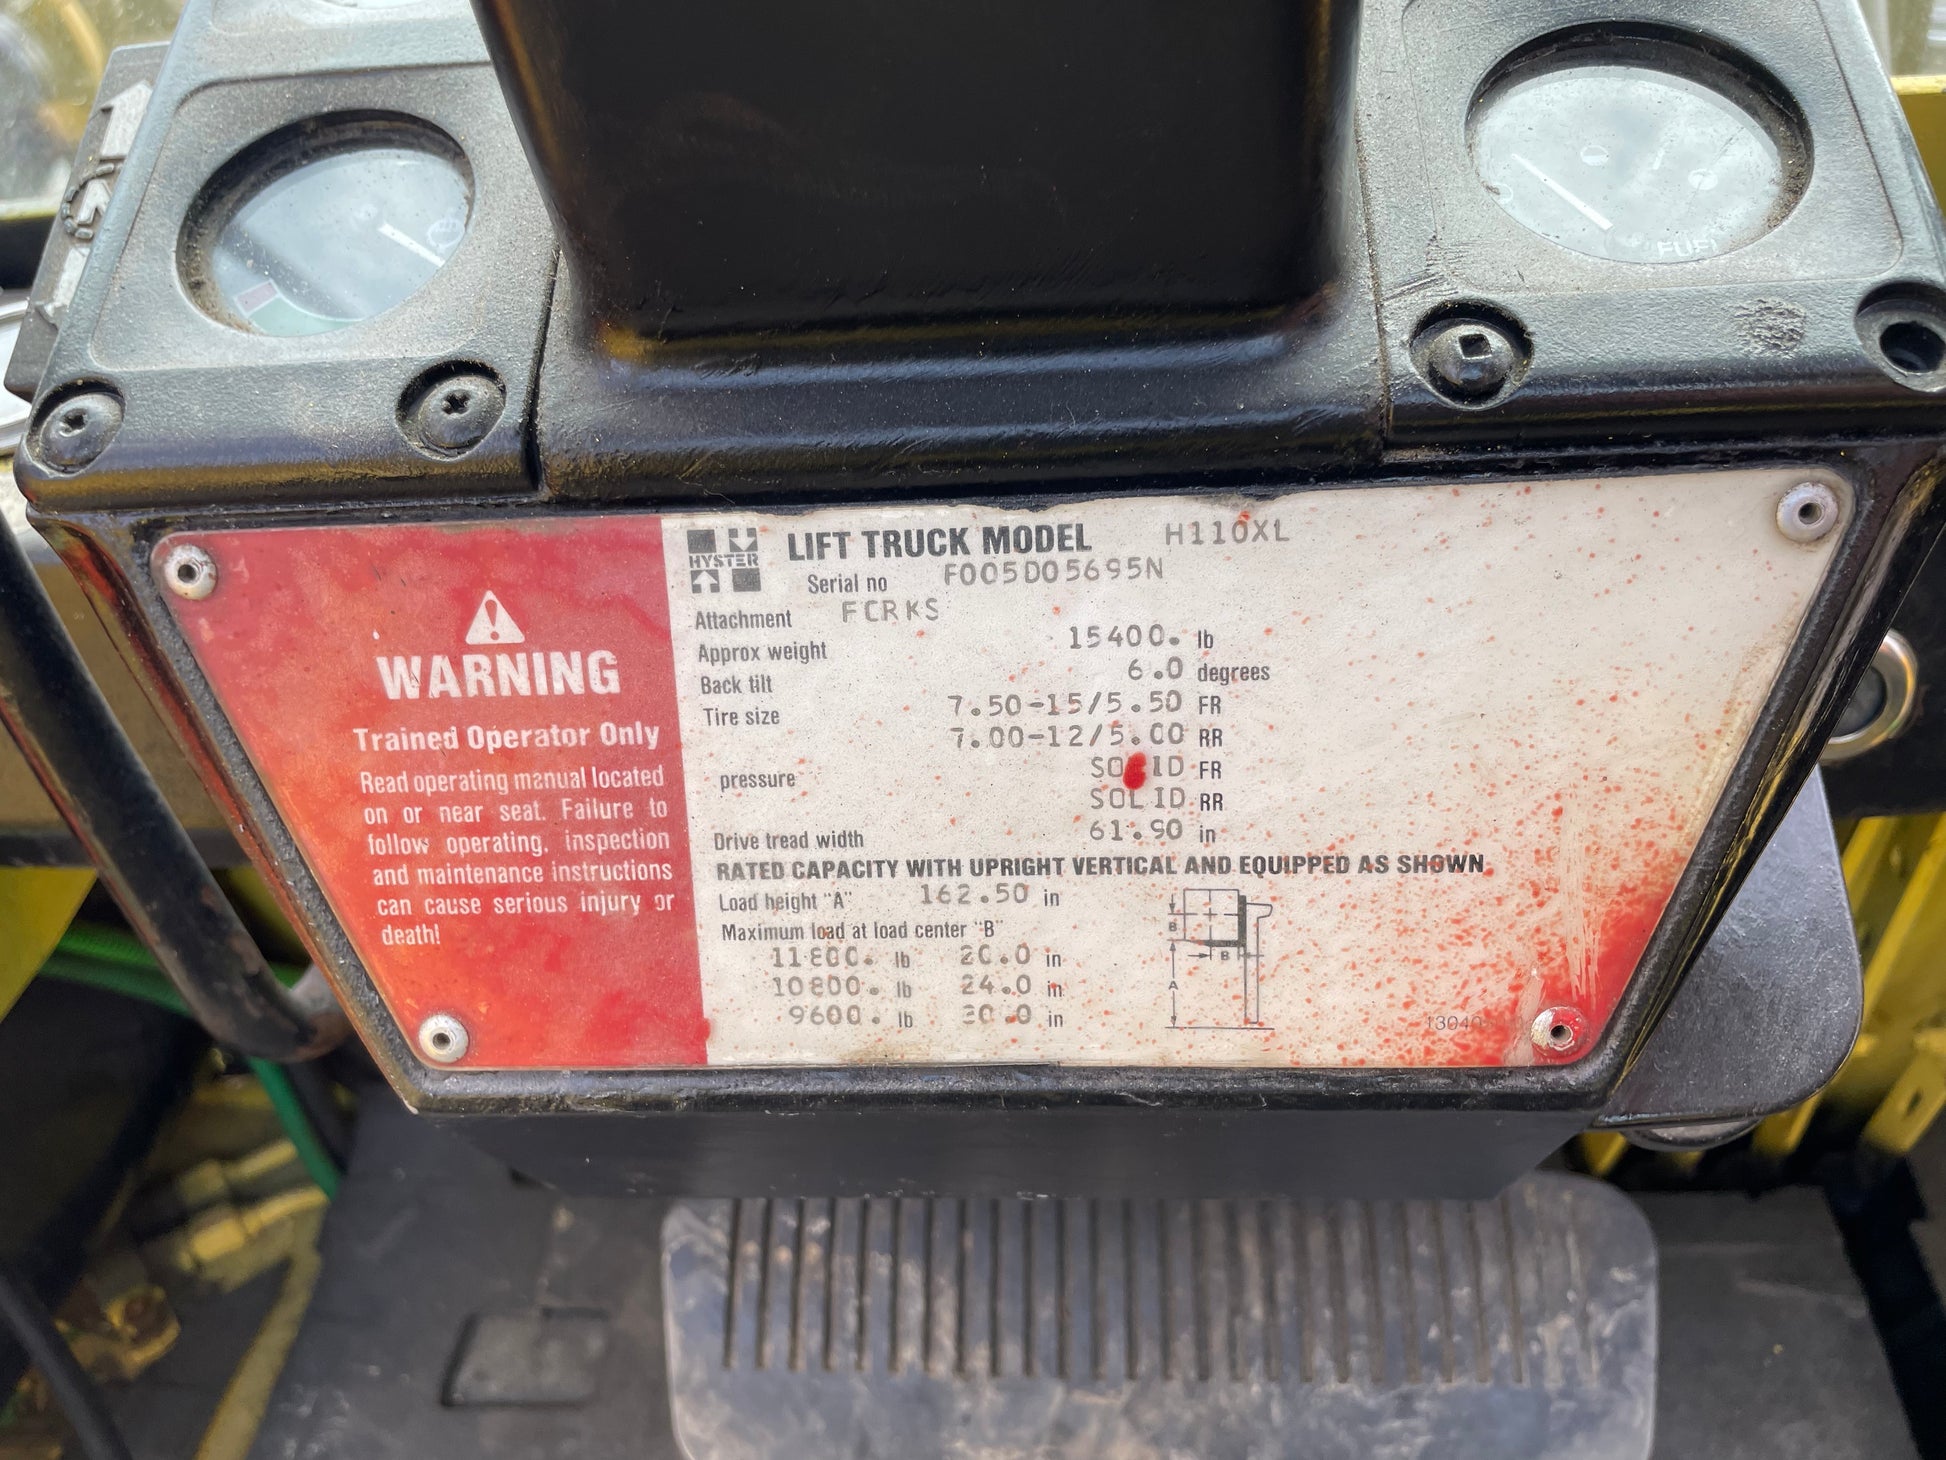 FUEL
WARNING
Trained Operator Only
Read operating manual located
on or near seat. Failure to
follow operating, inspection
and maintenance instructions
can cause serious injury or
death!
HYSTER
LIFT TRUCK MODEL H110XL
Serial no F005D05695N
Attachment FCRKS
Approx weight 15400. lb
Back tilt 6.0 degrees
Tire size 7.50-15/5.50 FR
7.00-12/5.00 RR
pressure SOLID FR
SOLID RR
Drive tread width 61.90 in
RATED CAPACITY WITH UPRIGHT VERTICAL AND EQUIPPED AS SHOWN
Load height "A" 162.50 in
Maximum load at load center "B"
11800. lb 20.0 in
10800. lb 24.0 in
9600. lb 30.0 in
B
B
A